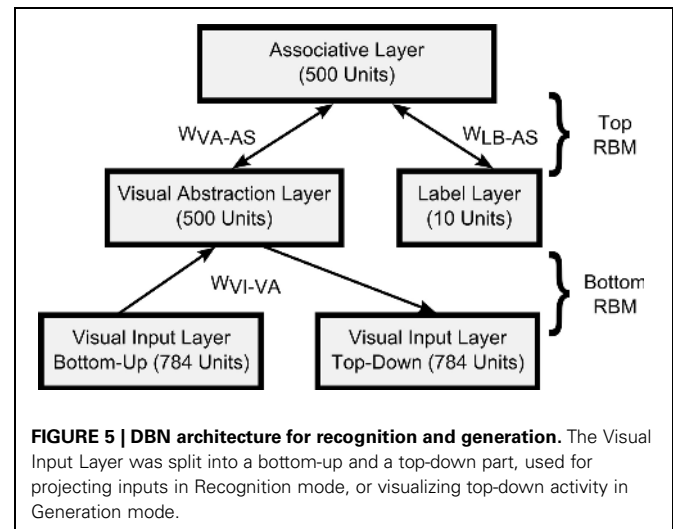 Associative Layer
(500 Units)
WVA-AS
WLB-AS
Top
RBM
Visual Abstraction Layer
(500 Units)
Label Layer
(10 Units)
WVI-VA
Bottom
RBM
Visual Input Layer
Bottom-Up (784 Units)
Visual Input Layer
Top-Down (784 Units)
FIGURE 5 | DBN architecture for recognition and generation. The Visual
Input Layer was split into a bottom-up and a top-down part, used for
projecting inputs in Recognition mode, or visualizing top-down activity in
Generation mode.